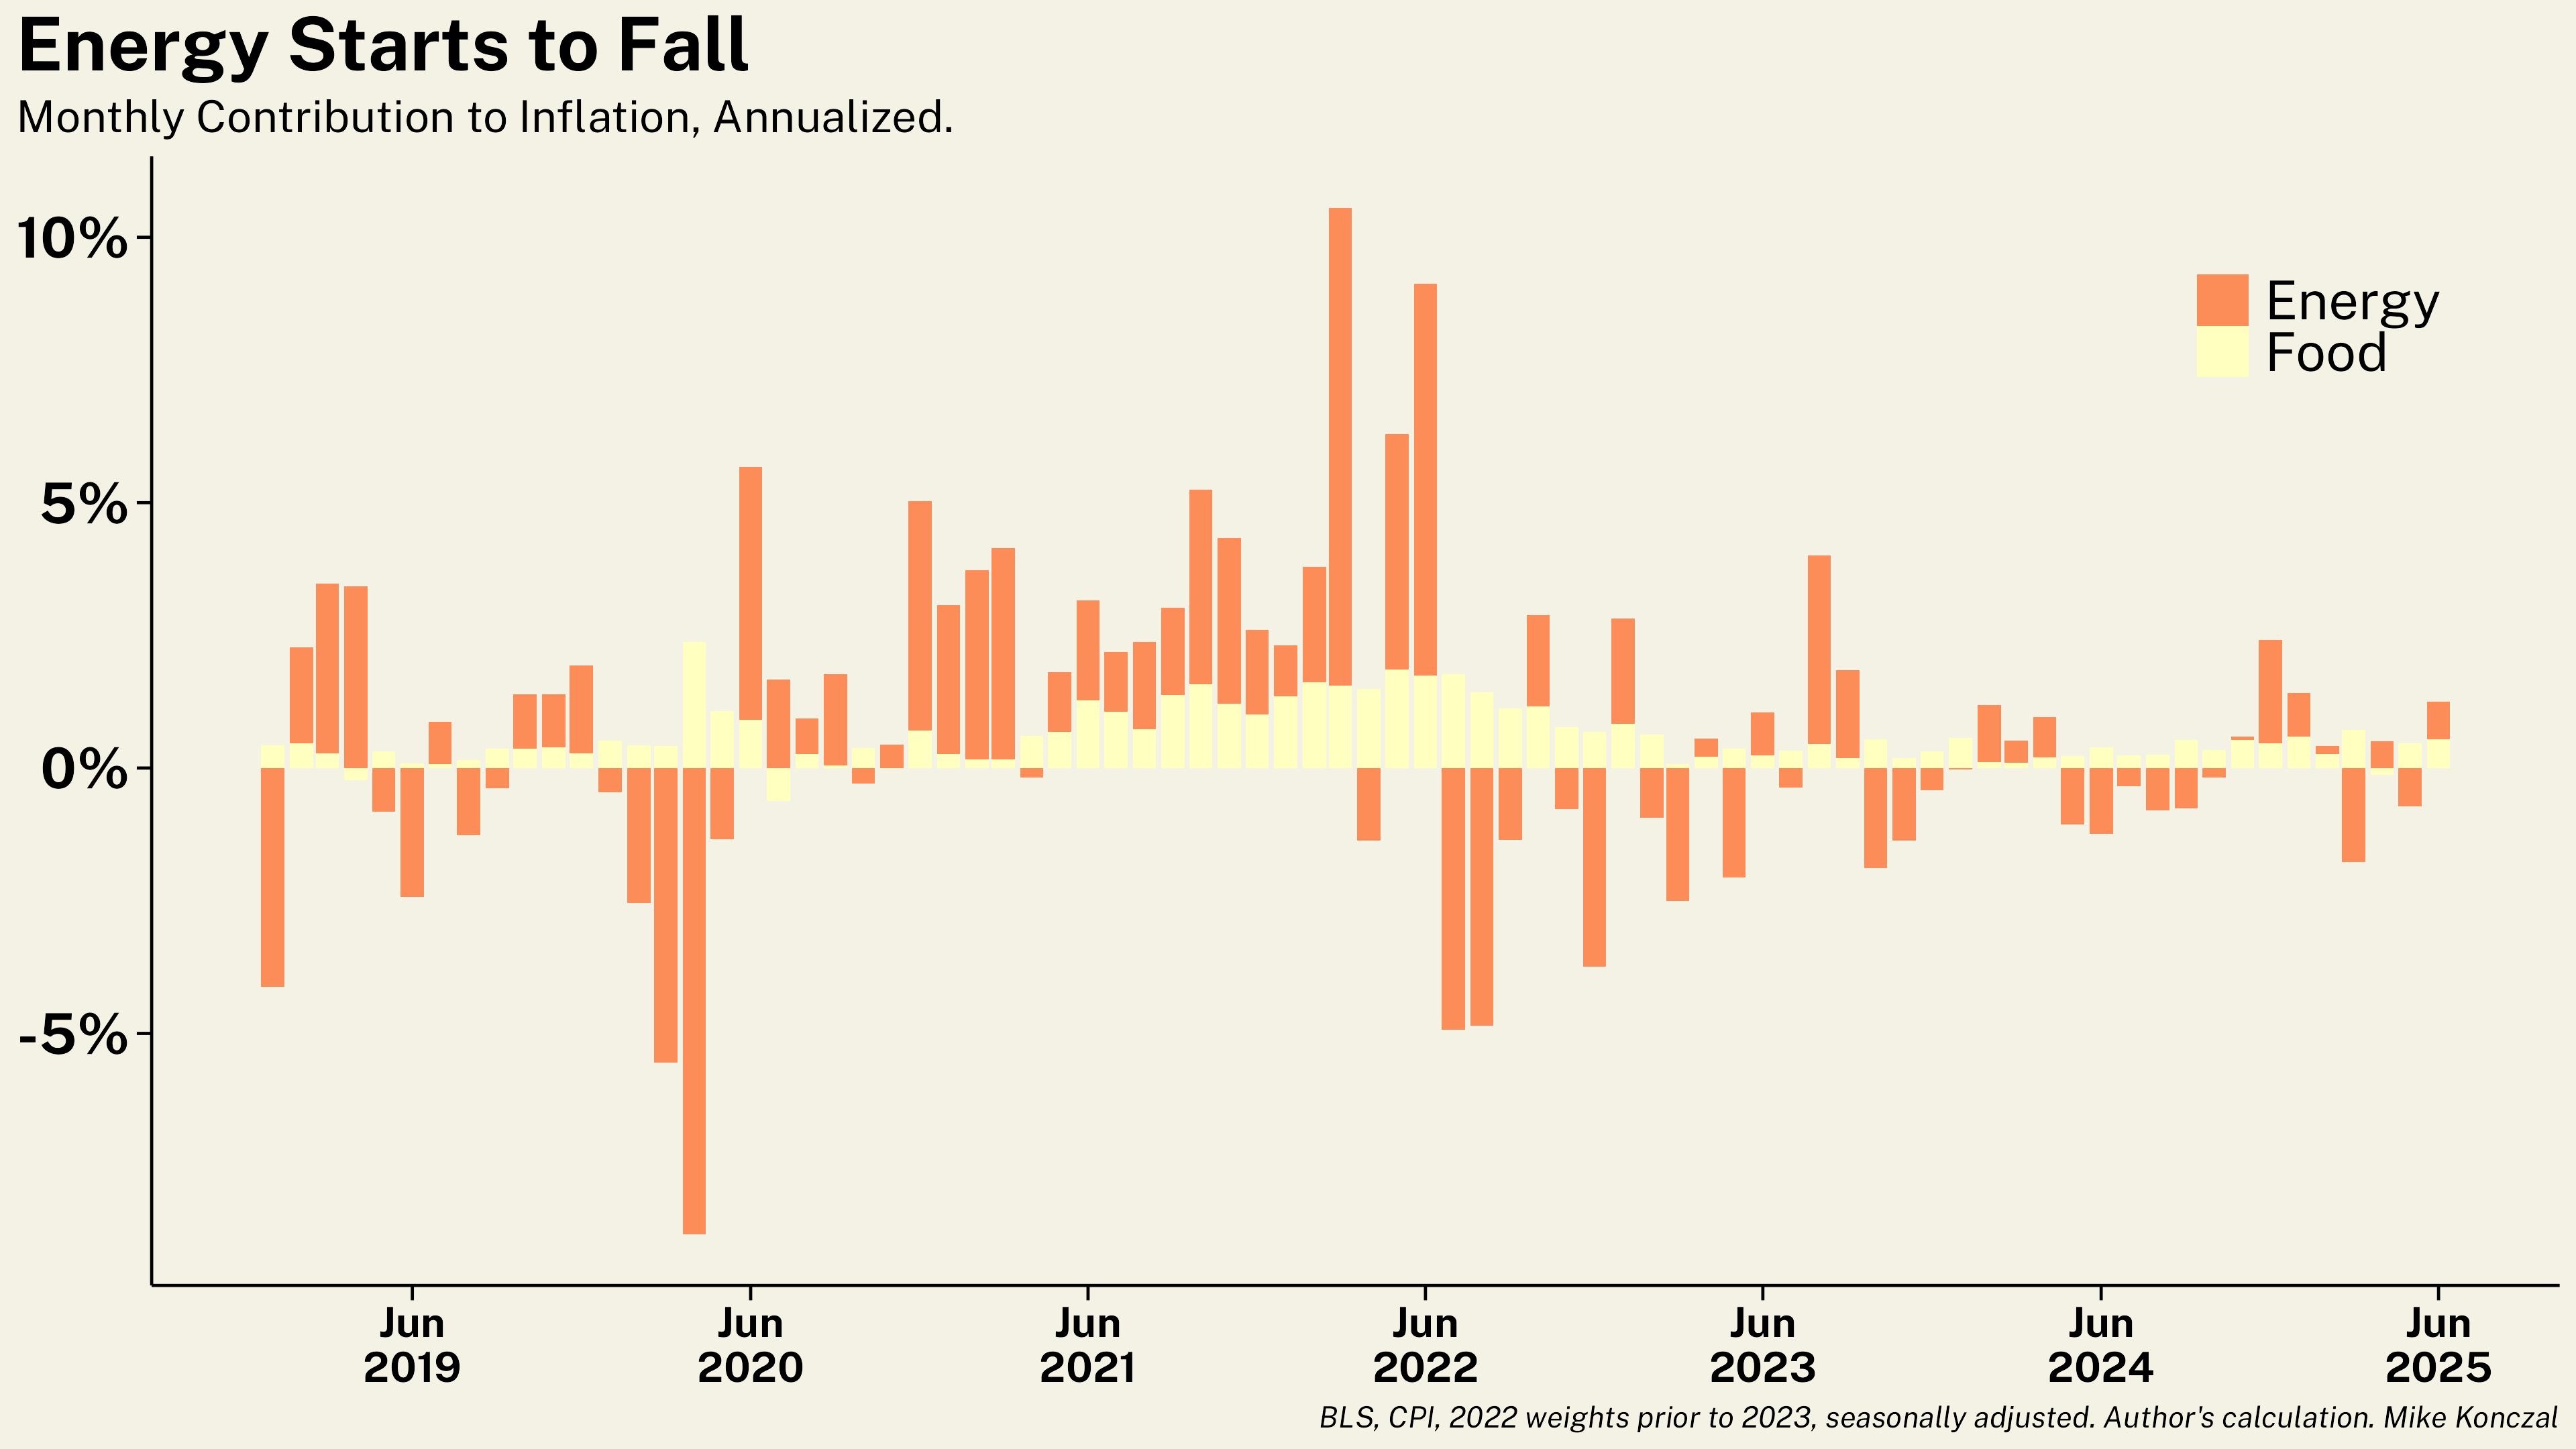 Energy Starts to Fall
Monthly Contribution to Inflation, Annualized.
10%
5%
0%
-5%
Energy
Food
Jun
2019
Jun
2020
Jun
2021
Jun
2022
Jun
2023
Jun
2024
Jun
2025
BLS, CPI, 2022 weights prior to 2023, seasonally adjusted. Author's calculation. Mike Konczal